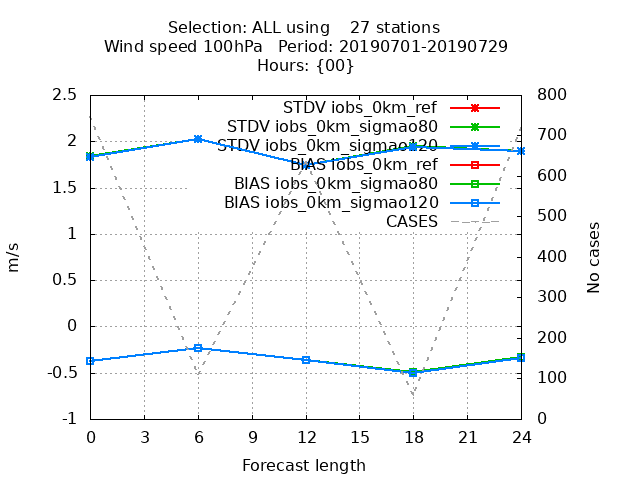 Selection: ALL using    27 stations
Wind speed 100hPa   Period: 20190701-20190729
Hours: {00}
2.5
2
1.5
1
0.5
0
-0.5
-1
m/s
STDV iobs_0km_ref
STDV iobs_0km_sigmao80
STDV iobs_0km_sigmao120
BIAS iobs_0km_ref
BIAS iobs_0km_sigmao80
BIAS iobs_0km_sigmao120
CASES
800
700
600
500
400
300
200
100
0
No cases
0 3 6 9 12 15 18 21 24
Forecast length